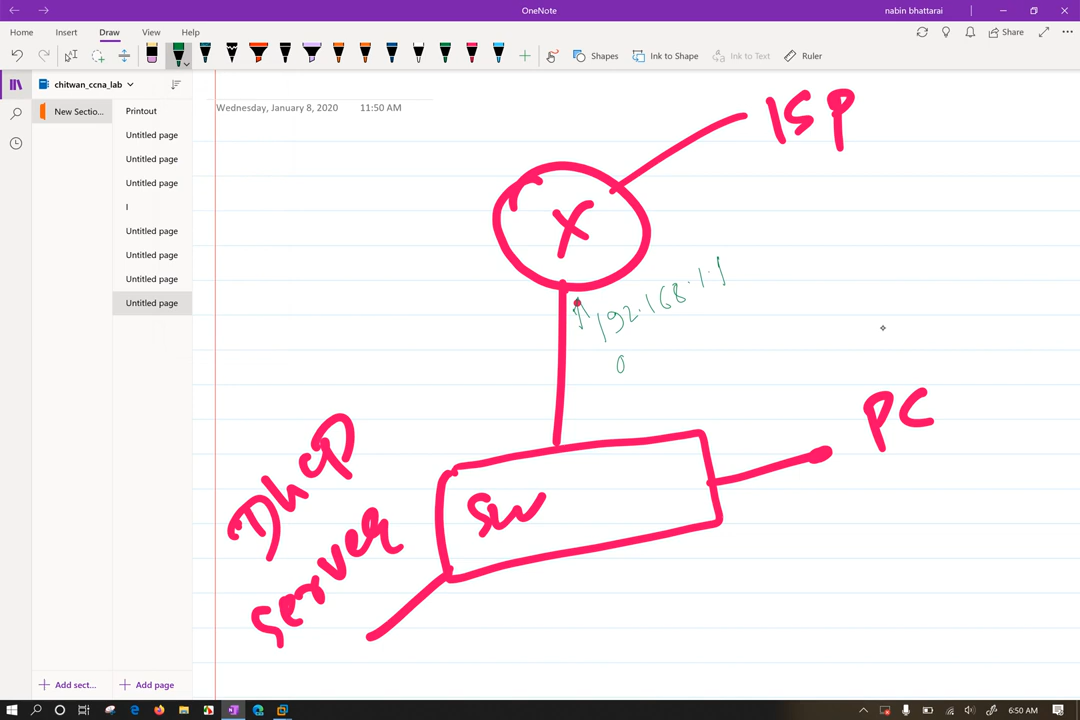 OneNote
nabin bhattarai
Home Insert Draw View Help
Share
Shapes
Ink to Shape
Ink to Text
Ruler
chitwan_ccna_lab
New Sectio...
Printout
Untitled page
Untitled page
Untitled page
I
Untitled page
Untitled page
Untitled page
Untitled page
Wednesday, January 8, 2020 11:50 AM
ISP
X
192.168.1.1
0
PC
Dhcp
Server
SW
Add sect...
Add page
6:50 AM